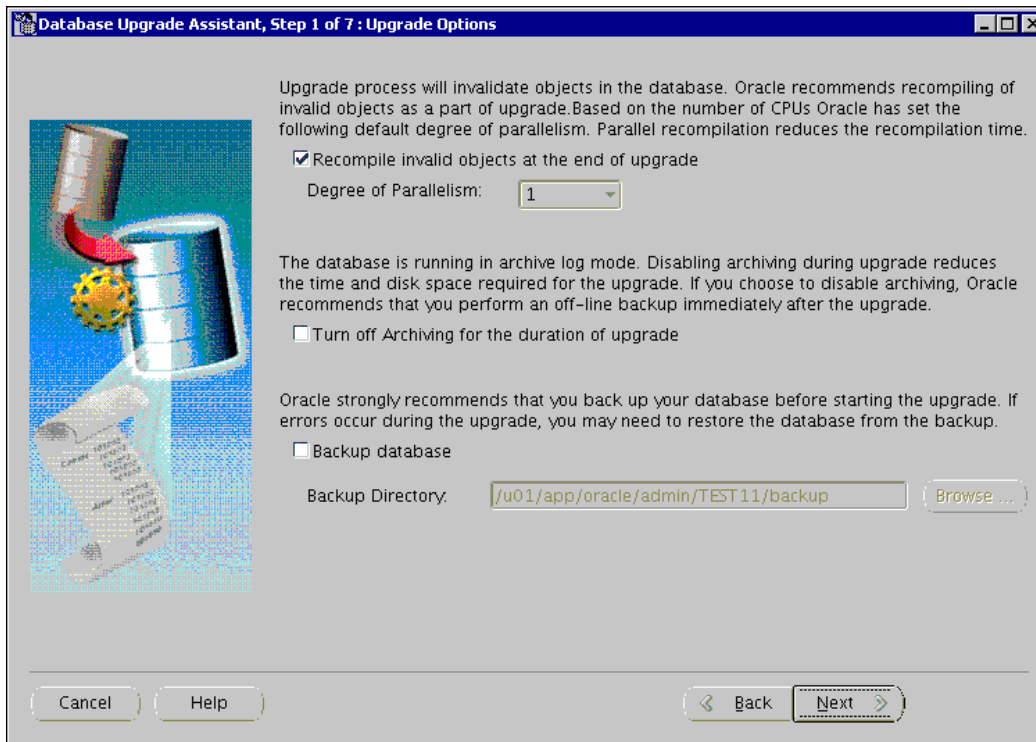 Database Upgrade Assistant, Step 1 of 7 : Upgrade Options
Upgrade process will invalidate objects in the database. Oracle recommends recompiling of
invalid objects as a part of upgrade.Based on the number of CPUs Oracle has set the
following default degree of parallelism. Parallel recompilation reduces the recompilation time.
Recompile invalid objects at the end of upgrade
Degree of Parallelism: 1
The database is running in archive log mode. Disabling archiving during upgrade reduces
the time and disk space required for the upgrade. If you choose to disable archiving, Oracle
recommends that you perform an off-line backup immediately after the upgrade.
Turn off Archiving for the duration of upgrade
Oracle strongly recommends that you back up your database before starting the upgrade. If
errors occur during the upgrade, you may need to restore the database from the backup.
Backup database
Backup Directory: /u01/app/oracle/admin/TEST11/backup Browse ...
Cancel Help Back Next